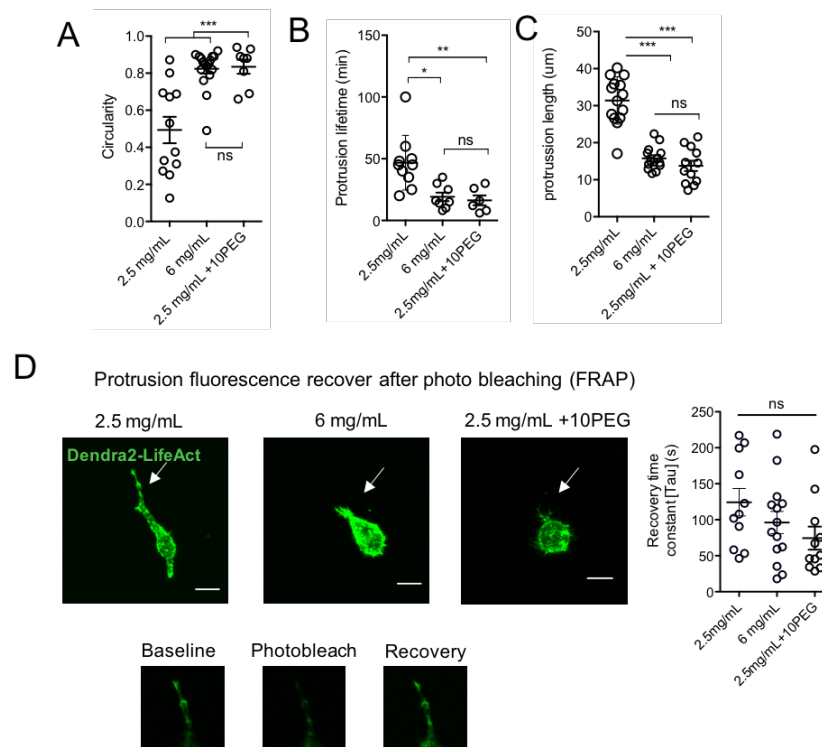 A
Circularity
1.0
0.8
0.6
0.4
0.2
0.0
***
ns
2.5 mg/mL
6 mg/mL
2.5 mg/mL +10PEG
B
Protrusion lifetime (min)
150
100
50
0
**
*
ns
2.5mg/mL
6 mg/mL
2.5mg/mL+10PEG
C
protrussion length (um)
50
40
30
20
10
0
***
***
ns
2.5mg/mL
6 mg/mL
2.5mg/mL + 10PEG
D
Protrusion fluorescence recover after photo bleaching (FRAP)
2.5 mg/mL
6 mg/mL
2.5 mg/mL +10PEG
Dendra2-LifeAct
Baseline
Photobleach
Recovery
ns
Recovery time
constant [Tau] (s)
250
200
150
100
50
0
2.5mg/mL
6 mg/mL
2.5mg/mL+10PEG